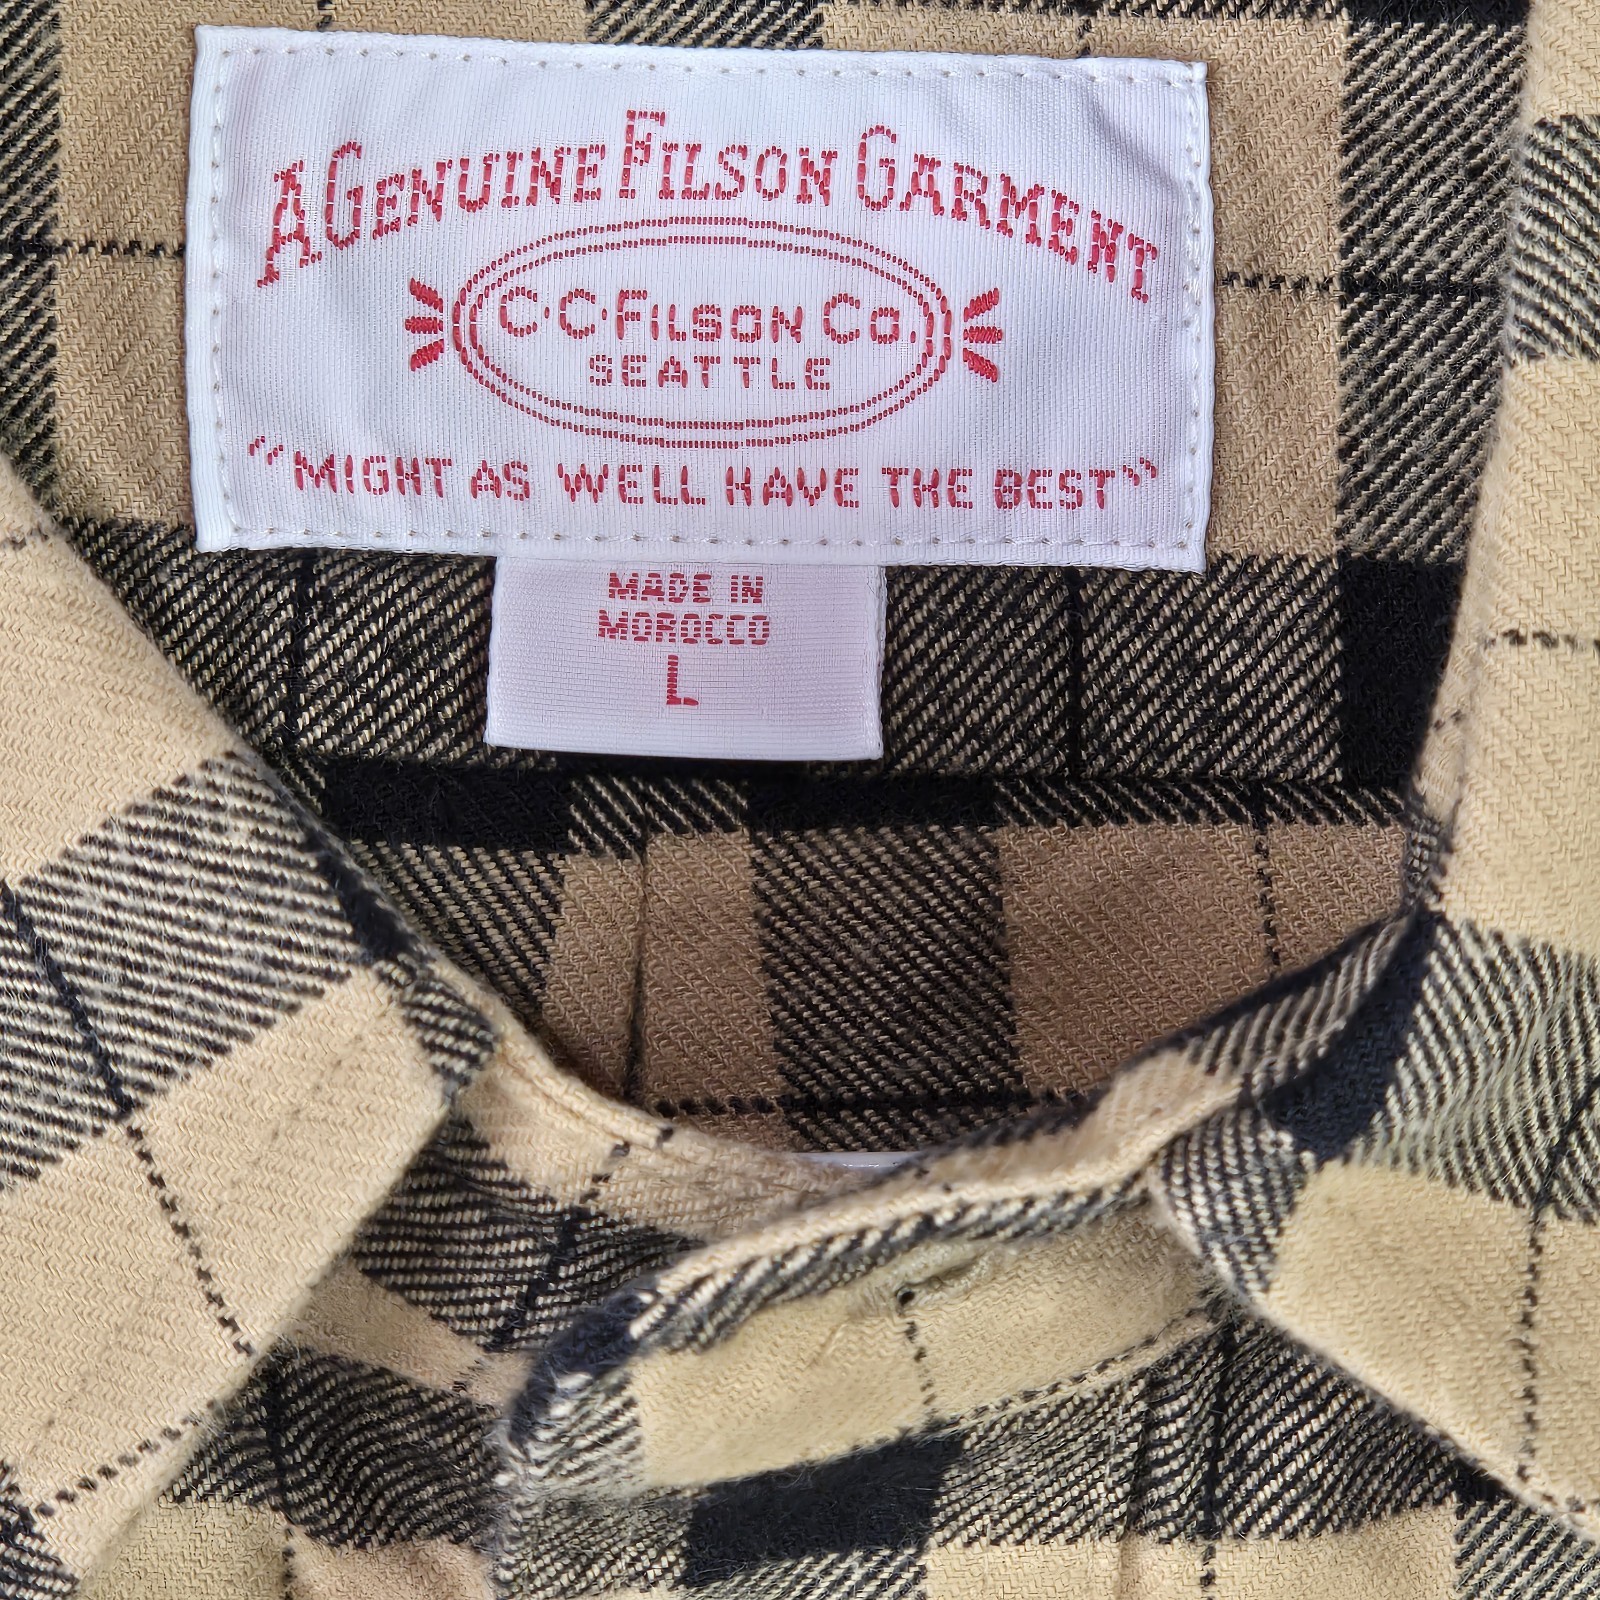 A GENUINE FILSON GARMENT
C·C·FILSON CO.
SEATTLE
"MIGHT AS WELL HAVE THE BEST"
MADE IN
MOROCCO
L